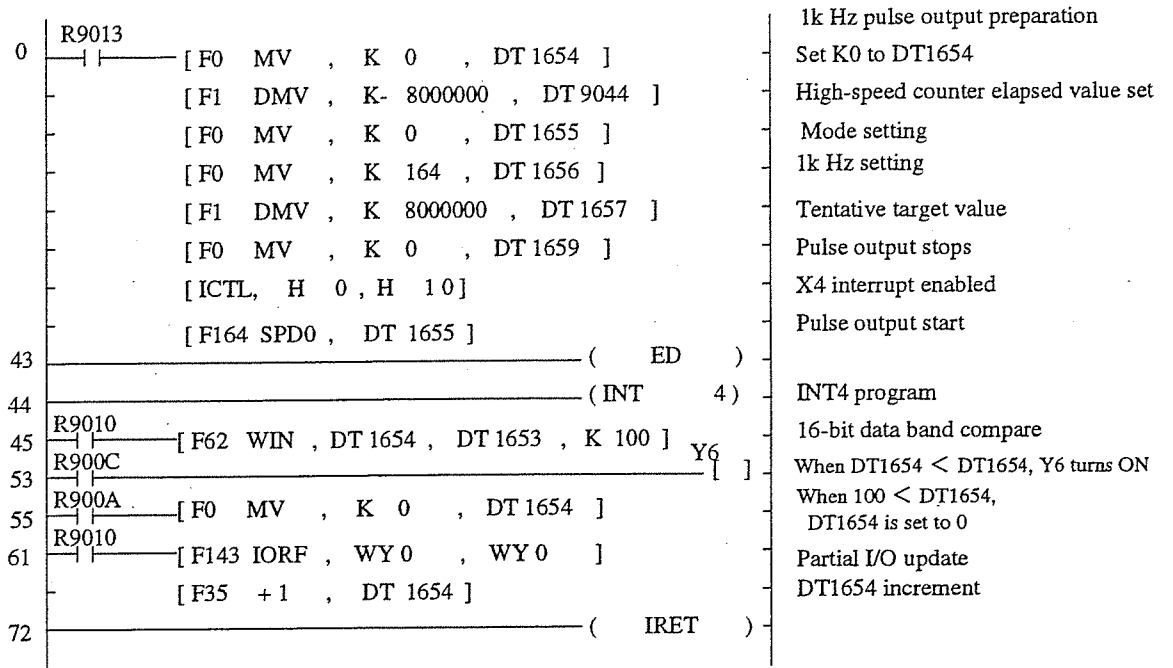 1k Hz pulse output preparation
R9013
0 [ F0 MV , K 0 , DT 1654 ] Set K0 to DT1654
[ F1 DMV , K- 8000000 , DT 9044 ] High-speed counter elapsed value set
[ F0 MV , K 0 , DT 1655 ] Mode setting
[ F0 MV , K 164 , DT 1656 ] 1k Hz setting
[ F1 DMV , K 8000000 , DT 1657 ] Tentative target value
[ F0 MV , K 0 , DT 1659 ] Pulse output stops
[ ICTL, H 0 , H 1 0 ] X4 interrupt enabled
[ F164 SPD0 , DT 1655 ] Pulse output start
43 ( ED )
44 ( INT 4 ) INT4 program
R9010
45 [ F62 WIN , DT 1654 , DT 1653 , K 100 ] 16-bit data band compare
R900C Y6
53 [ ] When DT1654 < DT1654, Y6 turns ON
R900A When 100 < DT1654,
55 [ F0 MV , K 0 , DT 1654 ] DT1654 is set to 0
R9010
61 [ F143 IORF , WY 0 , WY 0 ] Partial I/O update
[ F35 +1 , DT 1654 ] DT1654 increment
72 ( IRET )